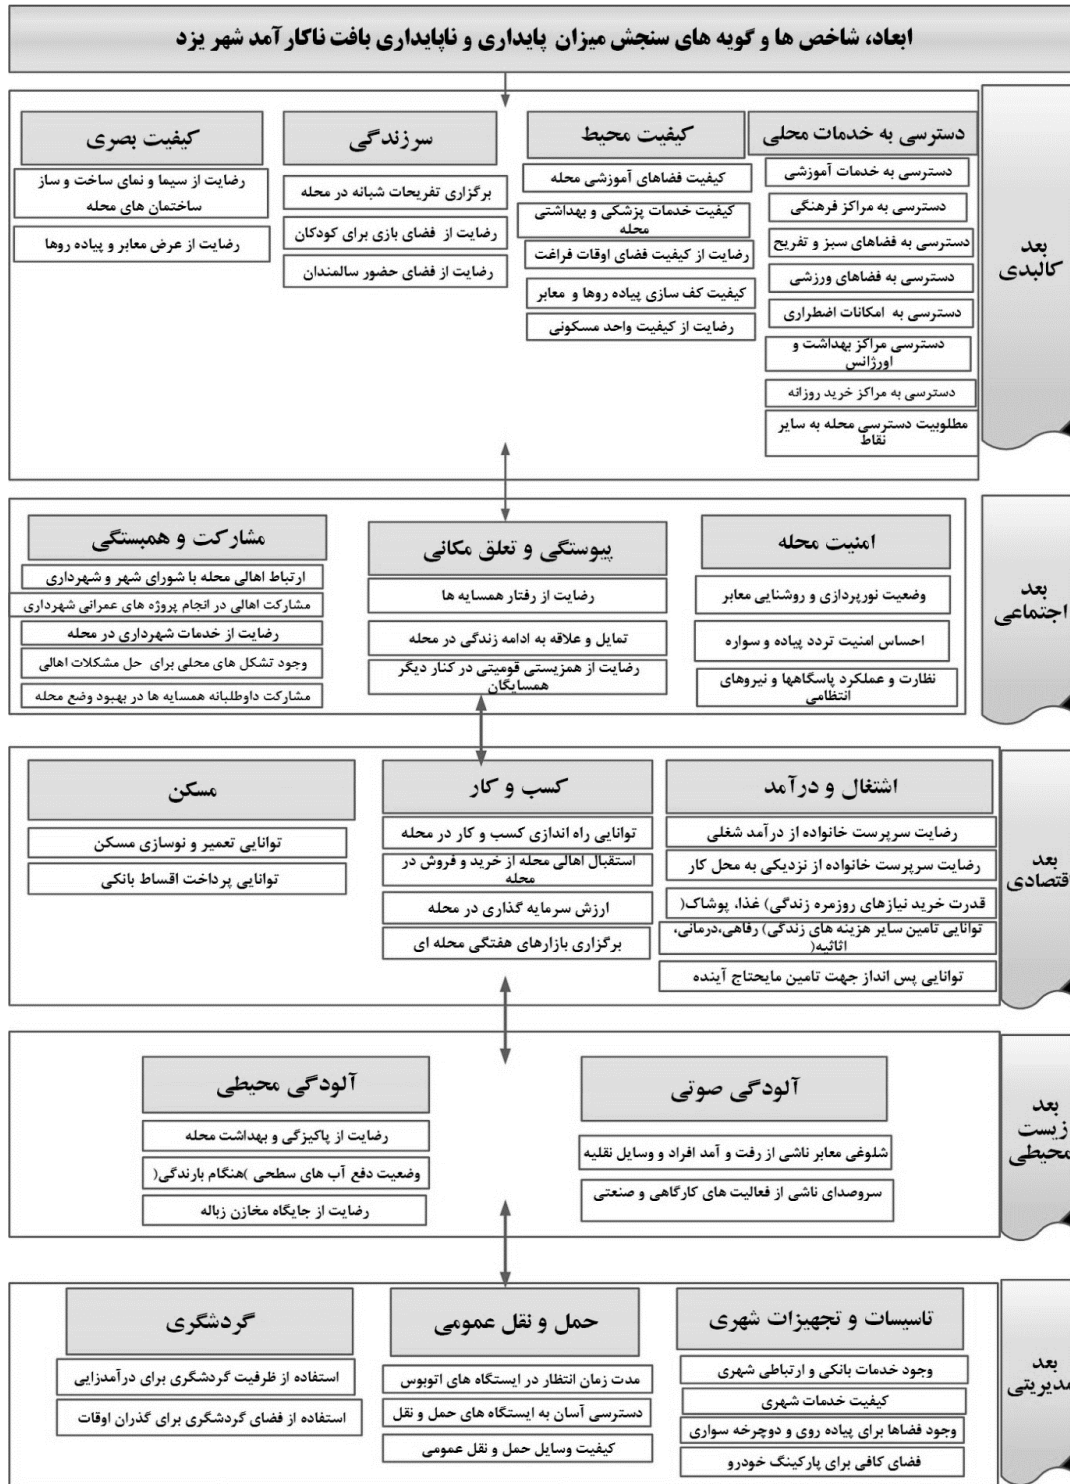 ابعاد، شاخص ها و گویه های سنجش میزان پایداری و ناپایداری بافت ناکارآمد شهر یزد
بعد
کالبدی
دسترسی به خدمات محلی
دسترسی به خدمات آموزشی
دسترسی به مراکز فرهنگی
دسترسی به فضاهای سبز و تفریح
دسترسی به فضاهای ورزشی
دسترسی به امکانات اضطراری
دسترسی مراکز بهداشت و
اورژانس
دسترسی به مراکز خرید روزانه
مطلوبیت دسترسی محله به سایر
نقاط
کیفیت محیط
کیفیت فضاهای آموزشی محله
کیفیت خدمات پزشکی و بهداشتی
محله
رضایت از کیفیت فضای اوقات فراغت
کیفیت کف سازی پیاده روها و معابر
رضایت از کیفیت واحد مسکونی
سرزندگی
برگزاری تفریحات شبانه در محله
رضایت از فضای بازی برای کودکان
رضایت از فضای حضور سالمندان
کیفیت بصری
رضایت از سیما و نمای ساخت و ساز
ساختمان های محله
رضایت از عرض معابر و پیاده روها
بعد
اجتماعی
امنیت محله
وضعیت نورپردازی و روشنایی معابر
احساس امنیت تردد پیاده و سواره
نظارت و عملکرد پاسگاهها و نیروهای
انتظامی
پیوستگی و تعلق مکانی
رضایت از رفتار همسایه ها
تمایل و علاقه به ادامه زندگی در محله
رضایت از همزیستی قومیتی در کنار دیگر
همسایگان
مشارکت و همبستگی
ارتباط اهالی محله با شورای شهر و شهرداری
مشارکت اهالی در انجام پروژه های عمرانی شهرداری
رضایت از خدمات شهرداری در محله
وجود تشکل های محلی برای حل مشکلات اهالی
مشارکت داوطلبانه همسایه ها در بهبود وضع محله
بعد
قتصادی
اشتغال و درآمد
رضایت سرپرست خانواده از درآمد شغلی
رضایت سرپرست خانواده از نزدیکی به محل کار
قدرت خرید نیازهای روزمره زندگی) غذا، پوشاک(
توانایی تامین سایر هزینه های زندگی) رفاهی،درمانی،
اثاثیه(
توانایی پس انداز جهت تامین مایحتاج آینده
کسب و کار
توانایی راه اندازی کسب و کار در محله
استقبال اهالی محله از خرید و فروش در
محله
ارزش سرمایه گذاری در محله
برگزاری بازارهای هفتگی محله ای
مسکن
توانایی تعمیر و نوسازی مسکن
توانایی پرداخت اقساط بانکی
بعد
زیست
محیطی
آلودگی صوتی
شلوغی معابر ناشی از رفت و آمد افراد و وسایل نقلیه
سروصدای ناشی از فعالیت های کارگاهی و صنعتی
آلودگی محیطی
رضایت از پاکیزگی و بهداشت محله
وضعیت دفع آب های سطحی )هنگام بارندگی(
رضایت از جایگاه مخازن زباله
بعد
مدیریتی
تاسیسات و تجهیزات شهری
وجود خدمات بانکی و ارتباطی شهری
کیفیت خدمات شهری
وجود فضاها برای پیاده روی و دوچرخه سواری
فضای کافی برای پارکینگ خودرو
حمل و نقل عمومی
مدت زمان انتظار در ایستگاه های اتوبوس
دسترسی آسان به ایستگاه های حمل و نقل
کیفیت وسایل حمل و نقل عمومی
گردشگری
استفاده از ظرفیت گردشگری برای درآمدزایی
استفاده از فضای گردشگری برای گذران اوقات